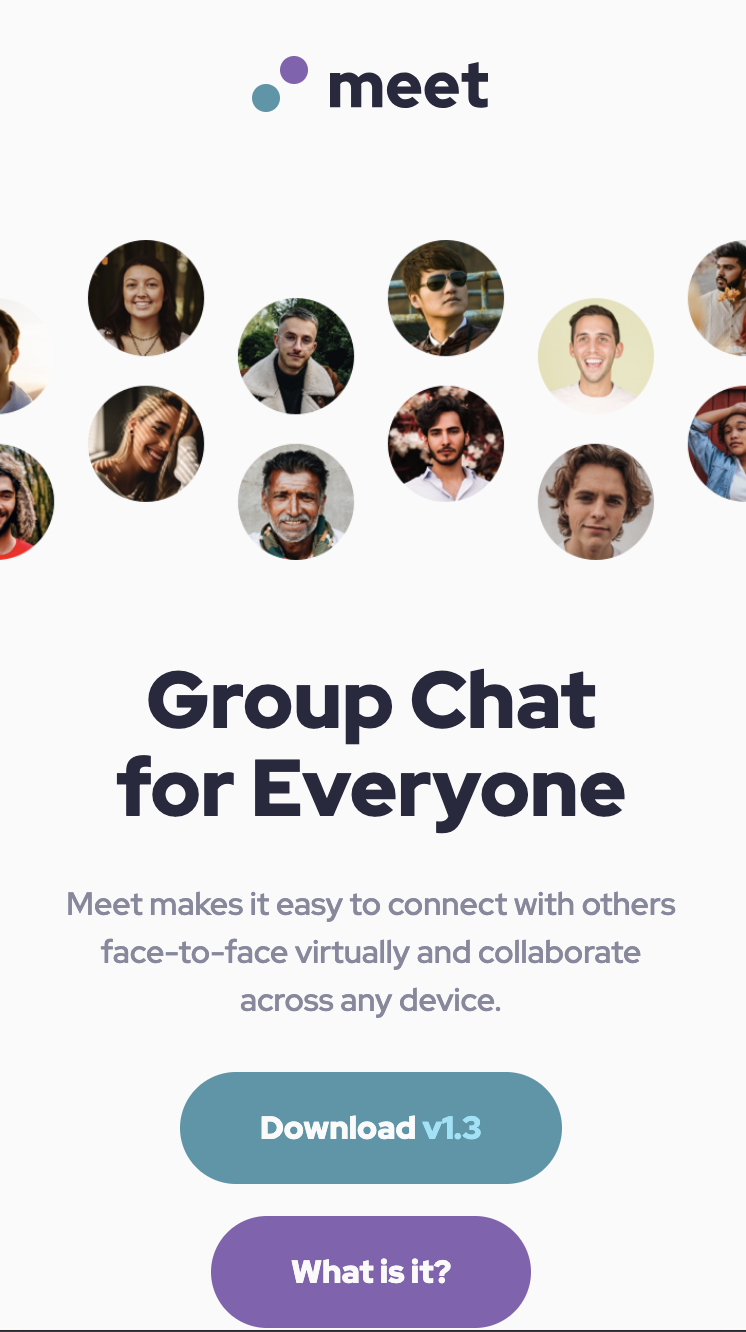 meet
Group Chat
for Everyone
Meet makes it easy to connect with others
face-to-face virtually and collaborate
across any device.
Download v1.3
What is it?